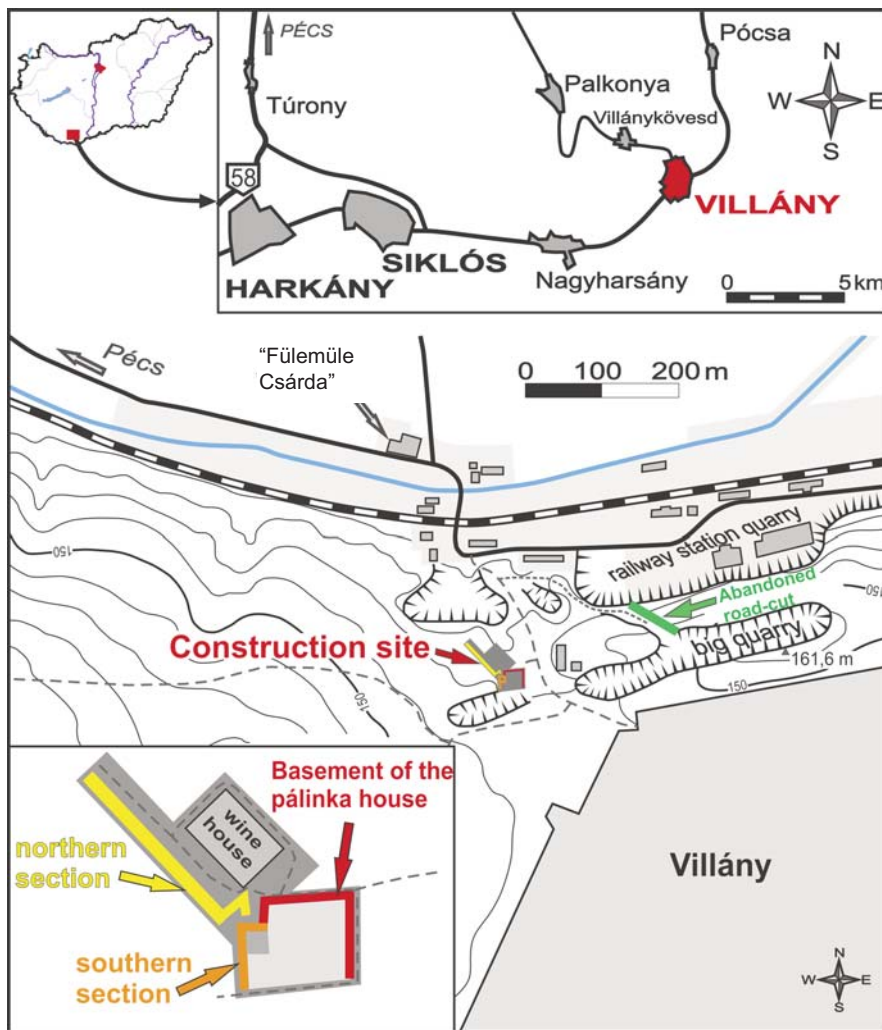 PÉCS
Pócsa
Palkonya
Túrony
Villánykövesd
N
W E
S
58
VILLÁNY
SIKLÓS
HARKÁNY
Nagyharsány
0 5 km
Pécs
“Fülemüle
Csárda”
0 100 200 m
railway station quarry
150
150
150
Abandoned
road-cut
big quarry
161,6 m
150
Construction site
Basement of the
pálinka house
wine
house
northern
section
southern
section
Villány
N
W E
S